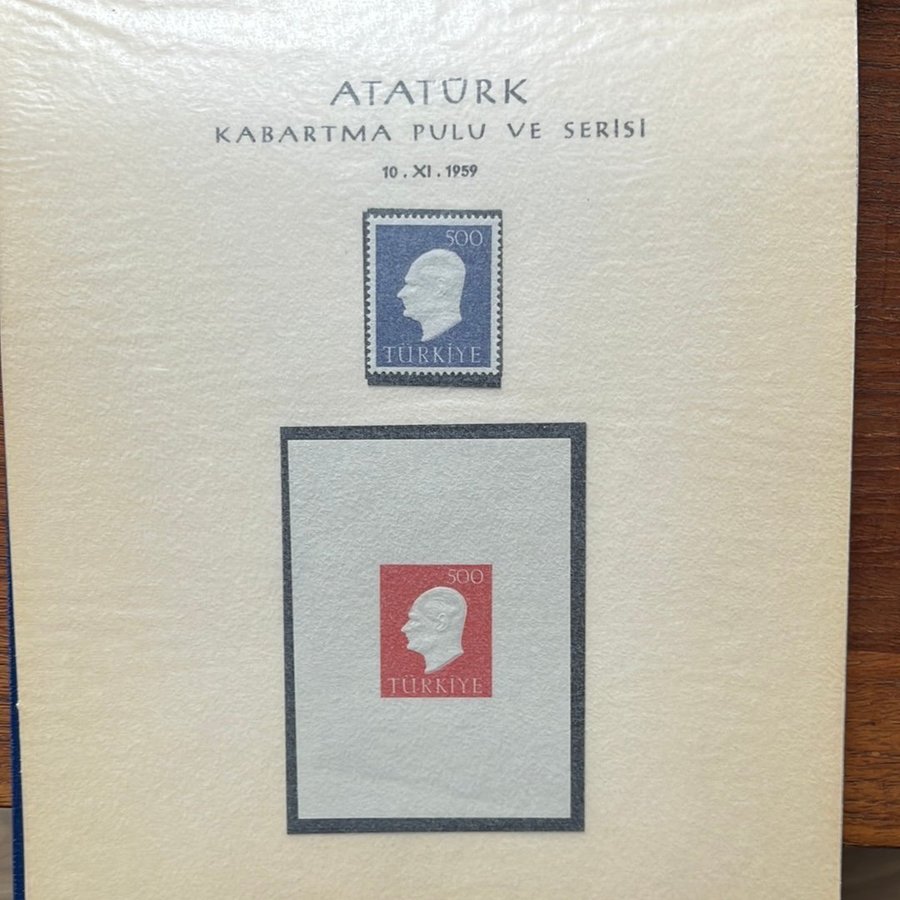 ATATÜRK
KABARTMA PULU VE SERİSİ
10.XI.1959
500
TÜRKİYE
500
TÜRKİYE